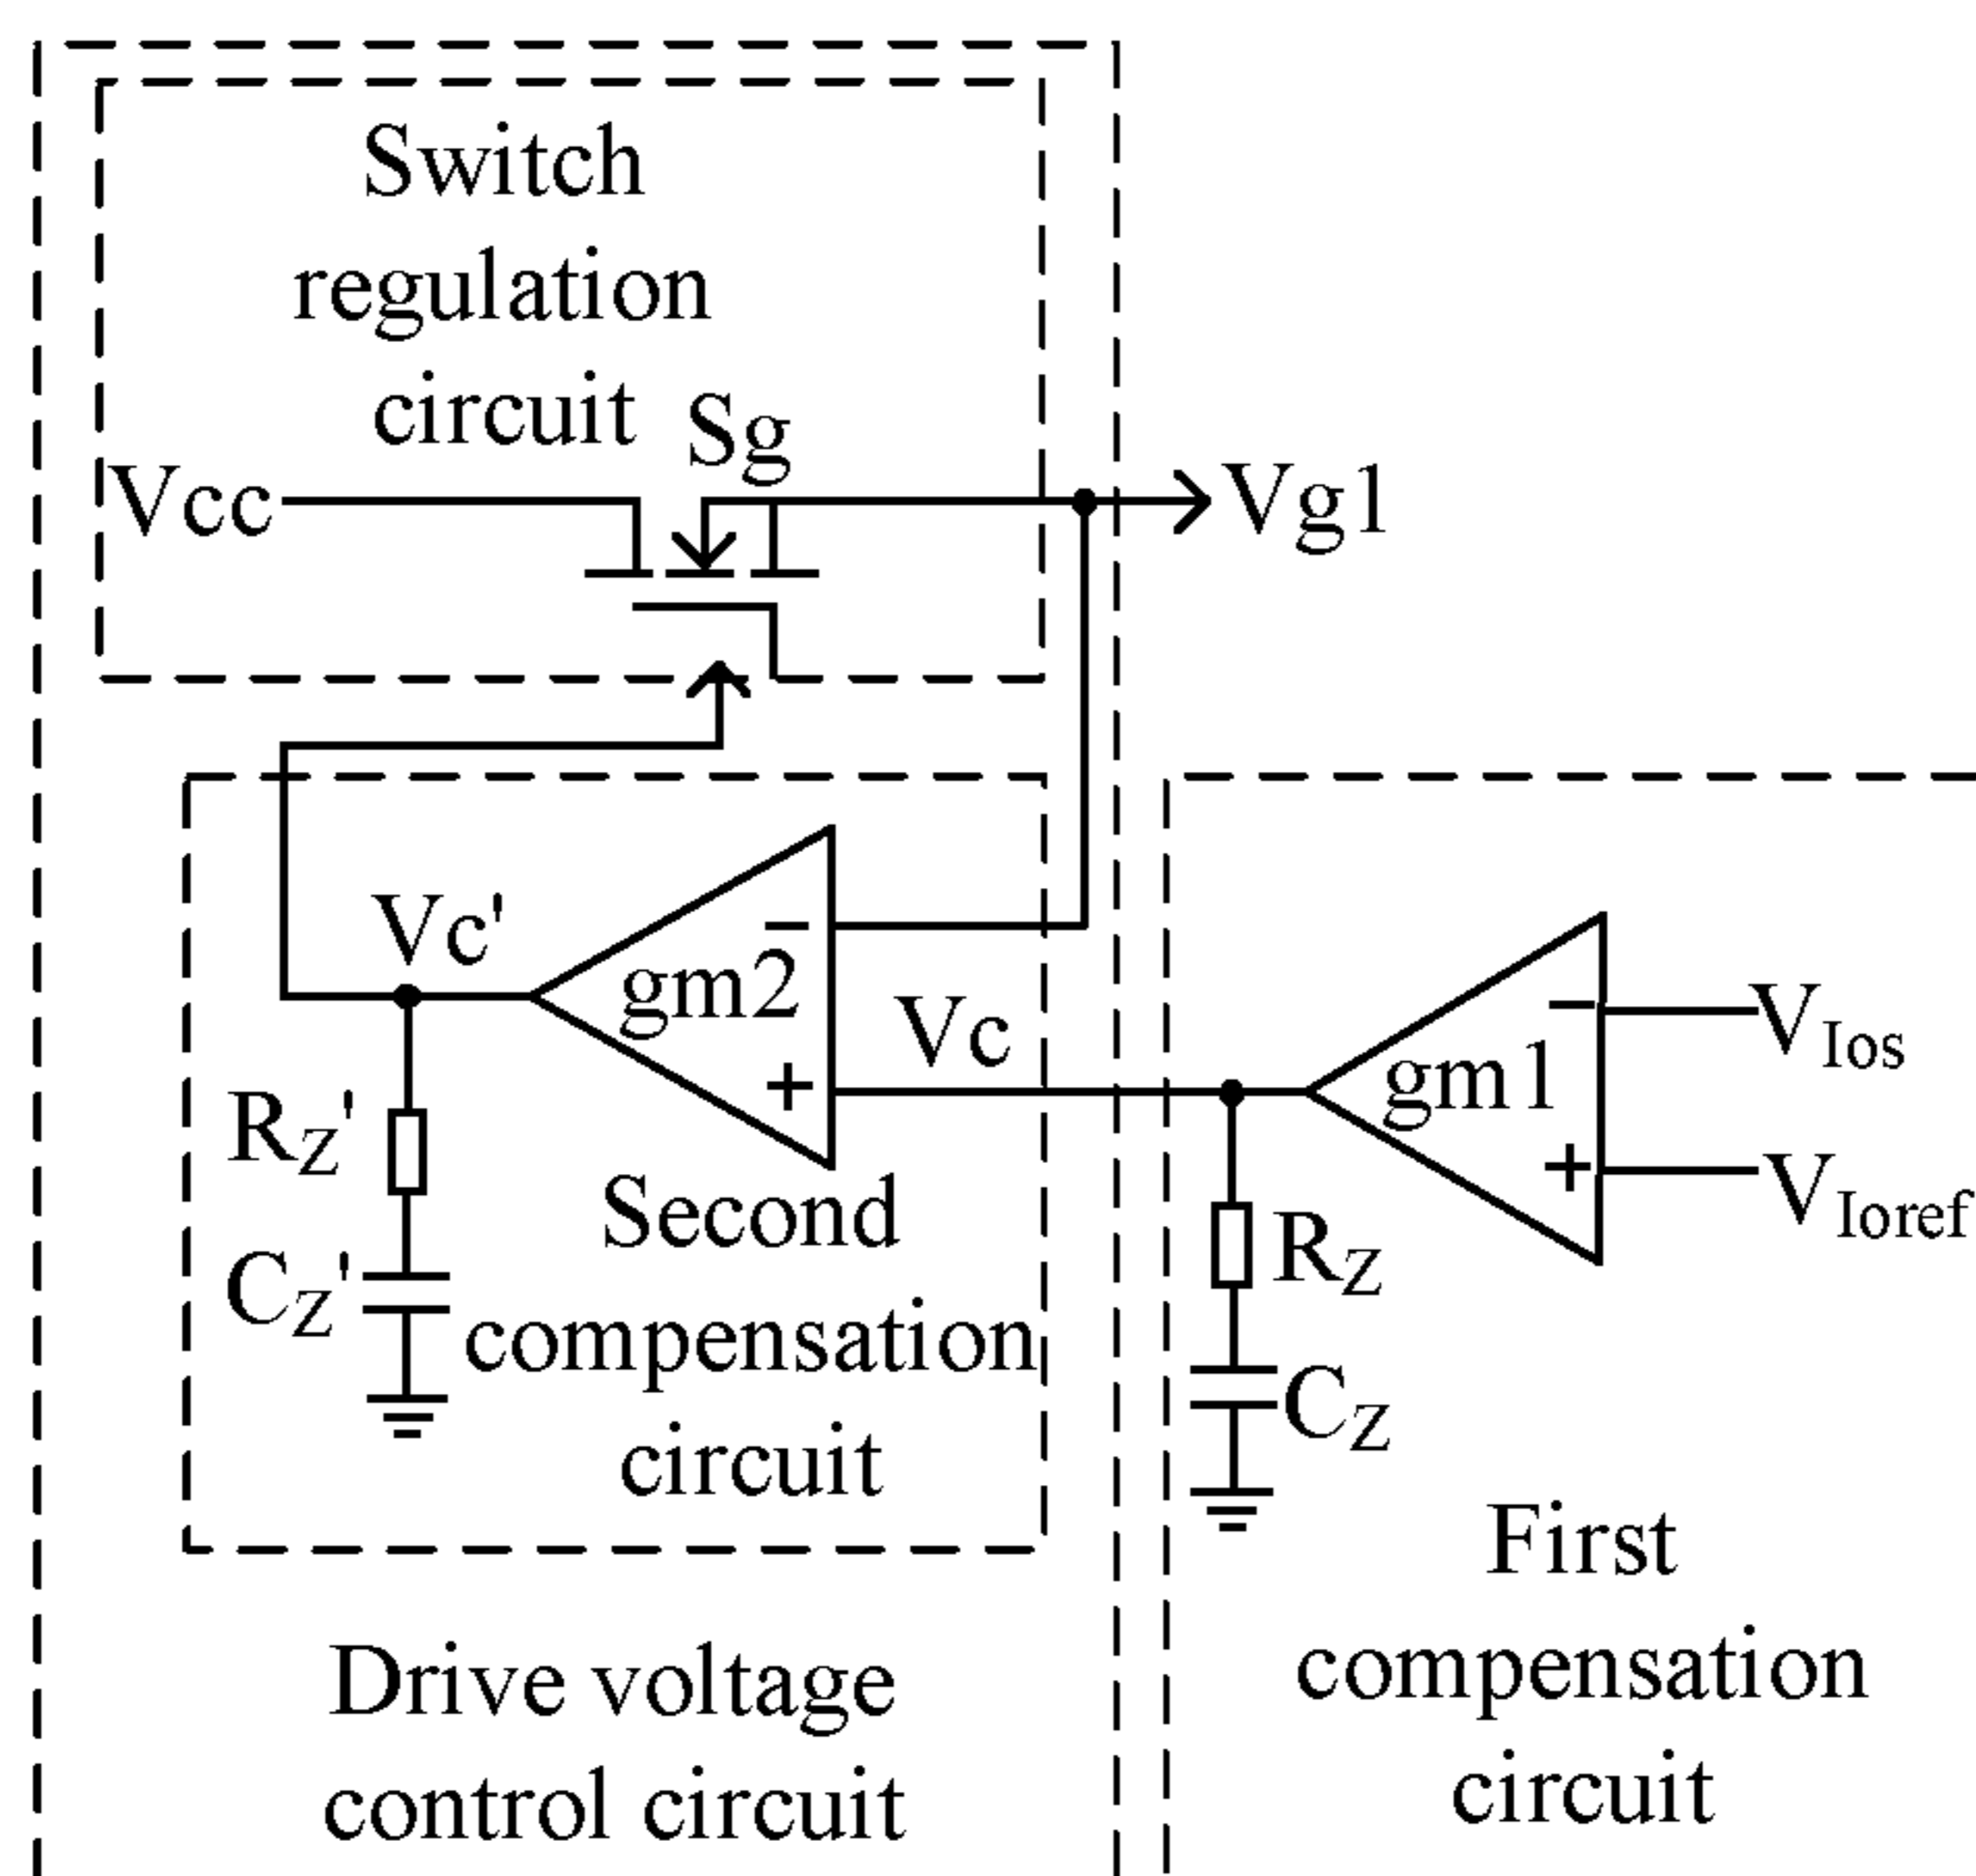 Switch
regulation
circuit
Sg
Vcc
Vg1
Vc'
gm2
−
+
Vc
gm1
−
+
VIos
VIoref
RZ'
CZ'
Second
compensation
circuit
RZ
CZ
First
compensation
circuit
Drive voltage
control circuit